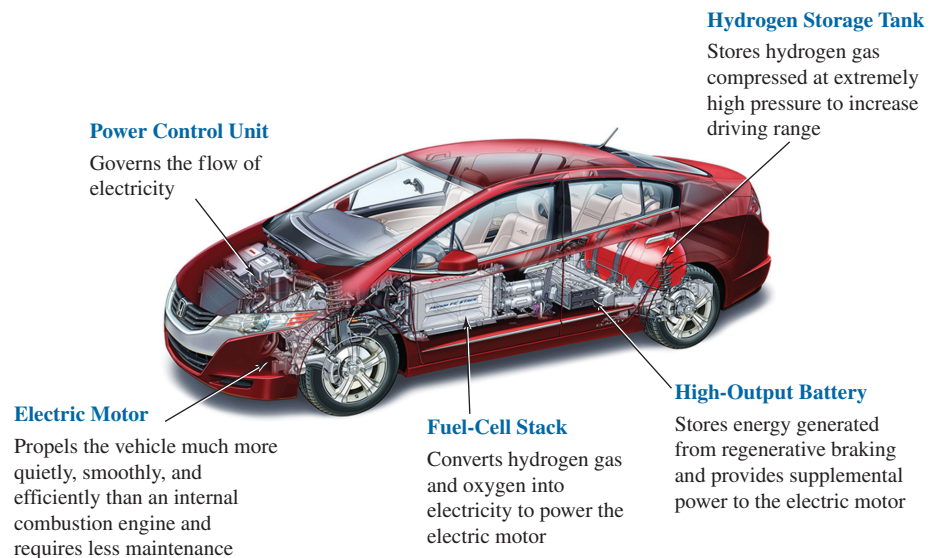 Hydrogen Storage Tank
Stores hydrogen gas
compressed at extremely
high pressure to increase
driving range
Power Control Unit
Governs the flow of
electricity
Electric Motor
Propels the vehicle much more
quietly, smoothly, and
efficiently than an internal
combustion engine and
requires less maintenance
Fuel-Cell Stack
Converts hydrogen gas
and oxygen into
electricity to power the
electric motor
High-Output Battery
Stores energy generated
from regenerative braking
and provides supplemental
power to the electric motor